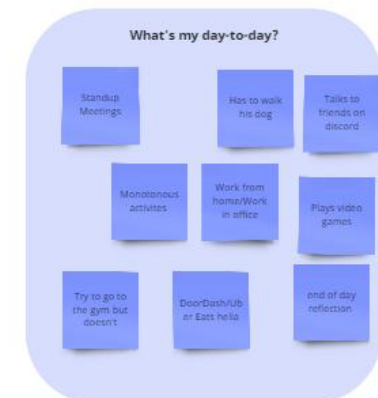 What's my day-to-day?
Standup
Meetings
Has to walk
his dog
Talks to
friends on
discord
Monotonous
activites
Work from
home/Work
in office
Plays video
games
Try to go to
the gym but
doesn't
DoorDash/Ub
er Eats hella
end of day
reflection